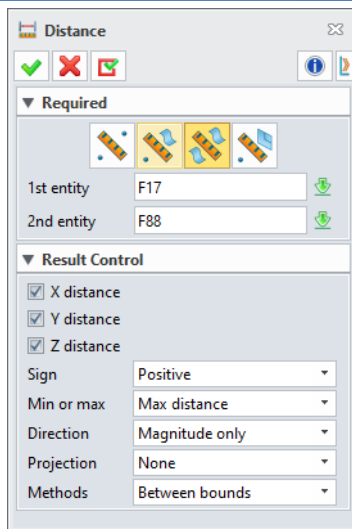 Distance
Required
1st entity F17
2nd entity F88
Result Control
X distance
Y distance
Z distance
Sign Positive
Min or max Max distance
Direction Magnitude only
Projection None
Methods Between bounds